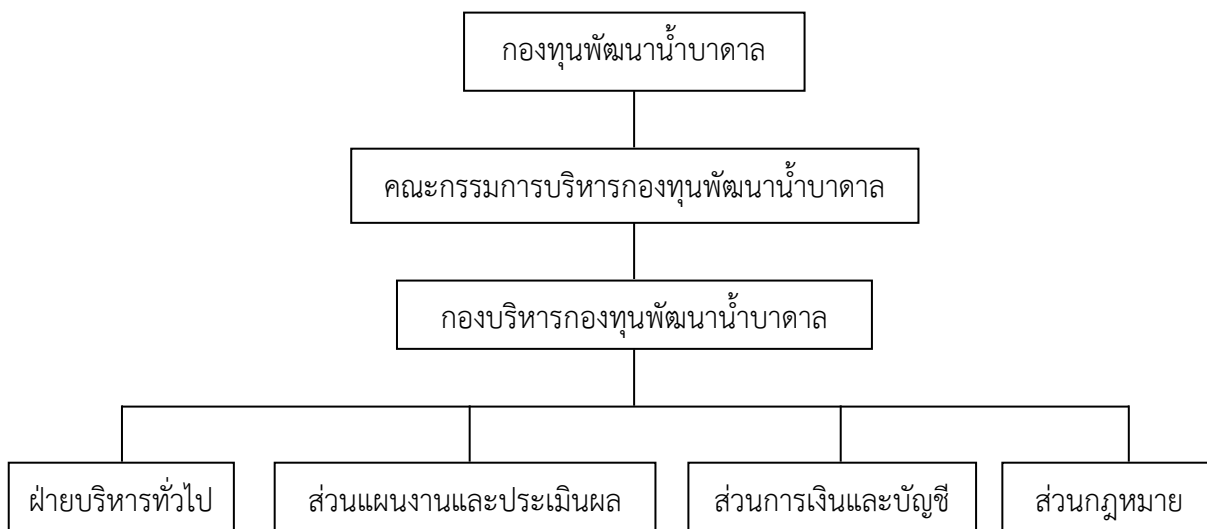 กองทุนพัฒนาน้ำบาดาล
คณะกรรมการบริหารกองทุนพัฒนาน้ำบาดาล
กองบริหารกองทุนพัฒนาน้ำบาดาล
ฝ่ายบริหารทั่วไป
ส่วนแผนงานและประเมินผล
ส่วนการเงินและบัญชี
ส่วนกฎหมาย